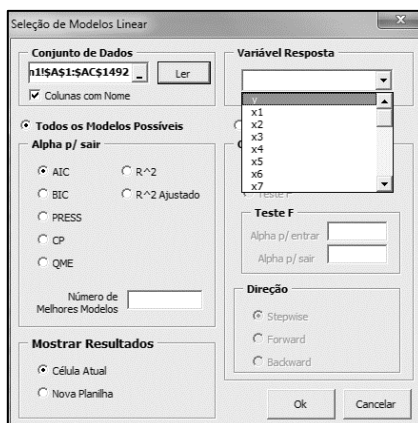 Seleção de Modelos Linear
x
Conjunto de Dados
n1!$A$1:$AC$1492 _
Ler
Colunas com Nome
Variável Resposta
y
x1
x2
x3
x4
x5
x6
x7
Todos os Modelos Possíveis
Alpha p/ sair
AIC
R^2
BIC
R^2 Ajustado
PRESS
CP
QME
Número de
Melhores Modelos
Teste F
Alpha p/ entrar
Alpha p/ sair
Direção
Stepwise
Forward
Backward
Mostrar Resultados
Célula Atual
Nova Planilha
Ok
Cancelar